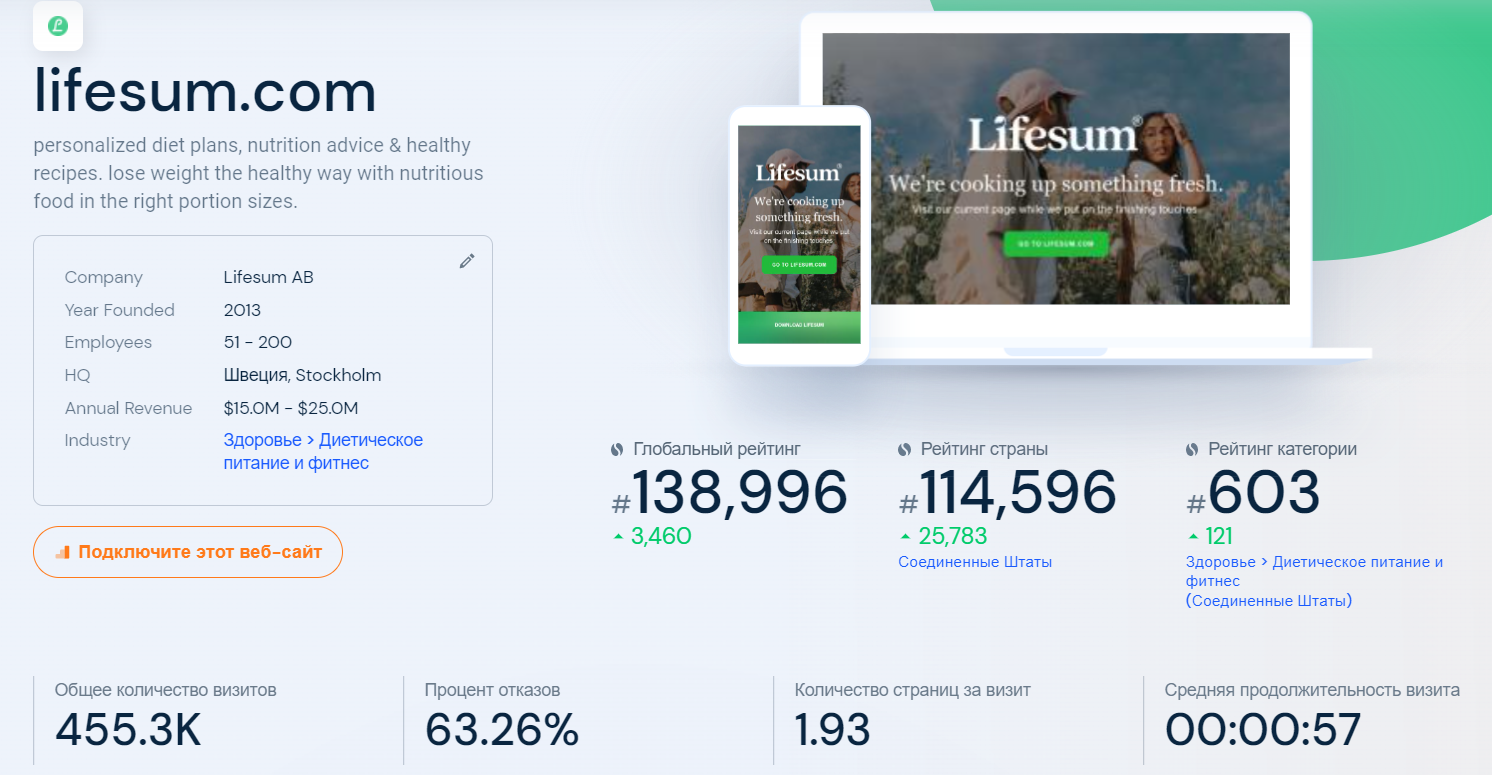 lifesum.com
personalized diet plans, nutrition advice & healthy
recipes. lose weight the healthy way with nutritious
food in the right portion sizes.
Company Lifesum AB
Year Founded 2013
Employees 51 - 200
HQ Швеция, Stockholm
Annual Revenue $15.0M - $25.0M
Industry Здоровье > Диетическое
питание и фитнес
Подключите этот веб-сайт
Lifesum®
We're cooking up
something fresh.
Visit our current page while we put
on the finishing touches
GO TO LIFESUM.COM
DOWNLOAD LIFESUM
Lifesum®
We're cooking up something fresh.
Visit our current page while we put on the finishing touches
GO TO LIFESUM.COM
Глобальный рейтинг
#138,996
3,460
Рейтинг страны
#114,596
25,783
Соединенные Штаты
Рейтинг категории
#603
121
Здоровье > Диетическое питание и
фитнес
(Соединенные Штаты)
Общее количество визитов
455.3K
Процент отказов
63.26%
Количество страниц за визит
1.93
Средняя продолжительность визита
00:00:57